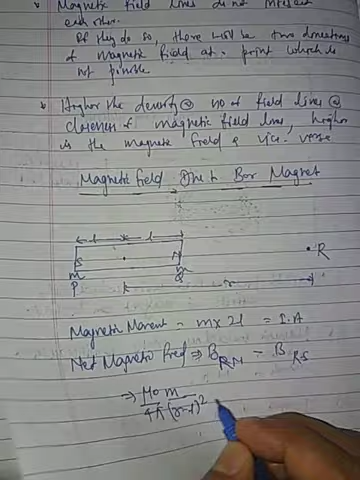 Magnetic field lines do not intersect
each other.
If they do so, there will be two directions
of magnetic field at a point which is
not possible
Higher the density @ no of field lines @
closeness of magnetic field lines, higher
is the magnetic field & vice-versa
Magnetic field Due to Bar Magnet
l l
S N
m m
P Q
r
R
Magnetic Moment = m×2l = I.A
Net Magnetic field ⇒ B_RN - B_RS
⇒ μ₀ m / 4π (r-l)²